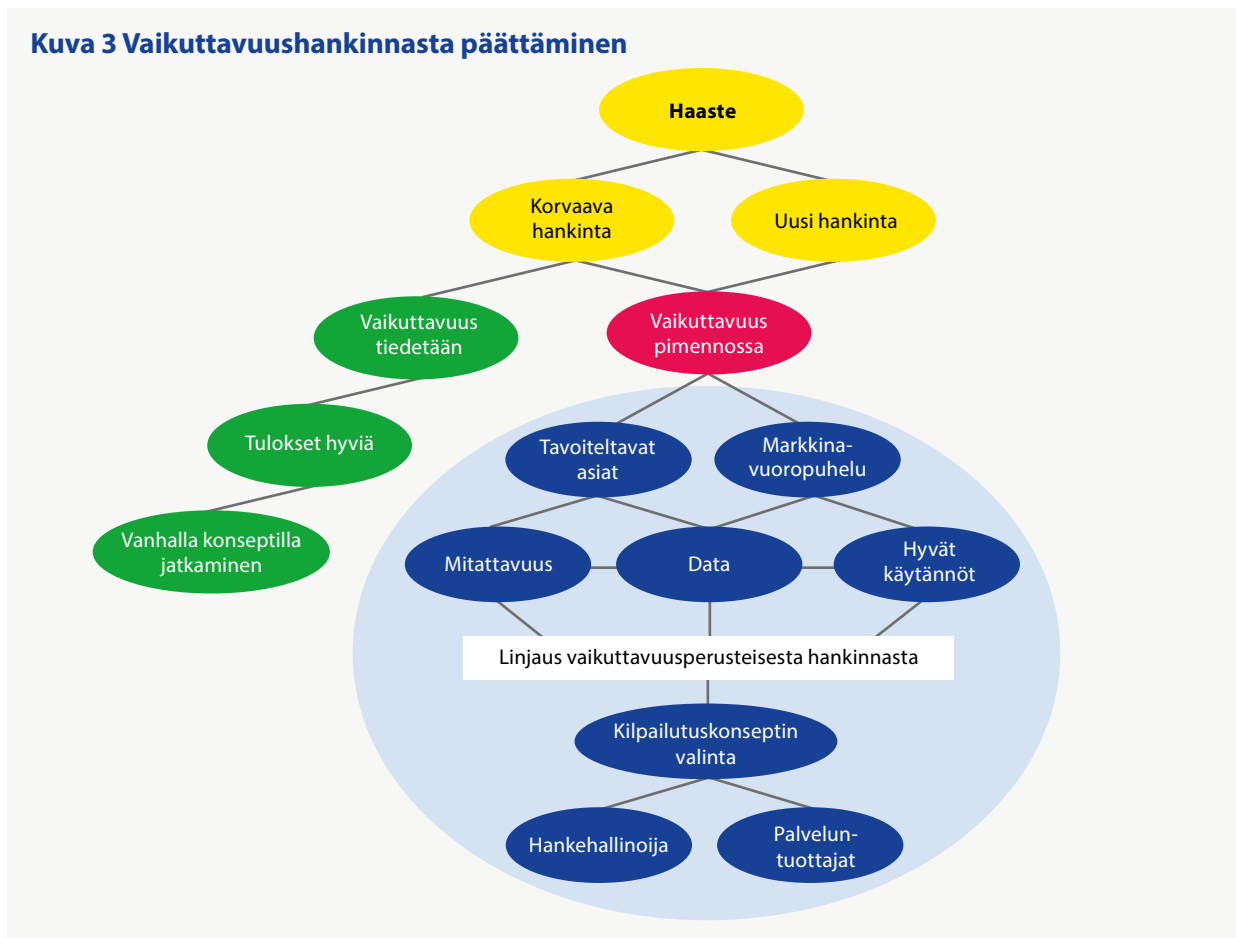 Kuva 3 Vaikuttavuushankinnasta päättäminen
Haaste
Korvaava
hankinta
Uusi hankinta
Vaikuttavuus
tiedetään
Vaikuttavuus
pimennossa
Tulokset hyviä
Tavoiteltavat
asiat
Markkina-
vuoropuhelu
Vanhalla konseptilla
jatkaminen
Mitattavuus
Data
Hyvät
käytännöt
Linjaus vaikuttavuusperusteisesta hankinnasta
Kilpailutuskonseptin
valinta
Hankehallinoija
Palvelun-
tuottajat